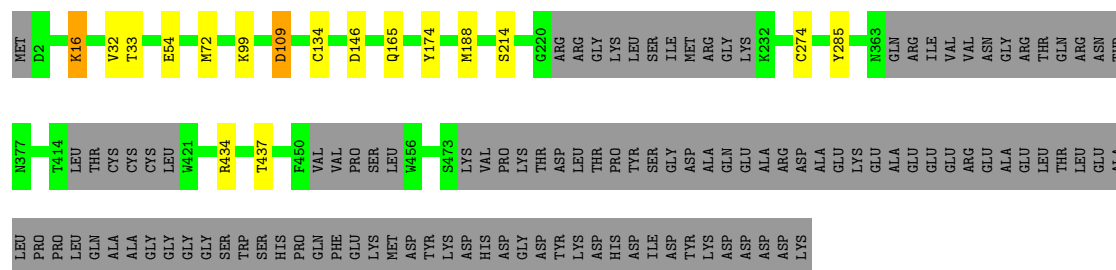 MET D2 K16 V32 T33 E54 M72 K99 D109 C134 D146 Q165 Y174 M188 S214 G220 ARG ARG GLY LYS LEU SER ILE MET ARG GLY LYS K232 C274 Y285 N363 GLN ARG ILE VAL VAL ASN GLY ARG THR GLN ARG ASN THR
N377 T414 LEU THR CYS CYS CYS LEU W421 R434 T437 F450 VAL VAL PRO SER LEU W456 S473 LYS VAL PRO LYS THR ASP LEU THR PRO TYR SER GLY ASP ALA GLN GLU ALA ARG ASP ALA GLU LYS GLU ALA GLU GLU ARG GLU ALA GLU LEU THR LEU GLU ALA
LEU PRO PRO LEU GLN ALA ALA GLY GLY GLY GLY SER TRP SER HIS PRO GLN PHE GLU LYS MET ASP TYR LYS ASP HIS ASP GLY ASP TYR LYS ASP HIS ASP ILE ASP TYR LYS ASP ASP ASP ASP LYS